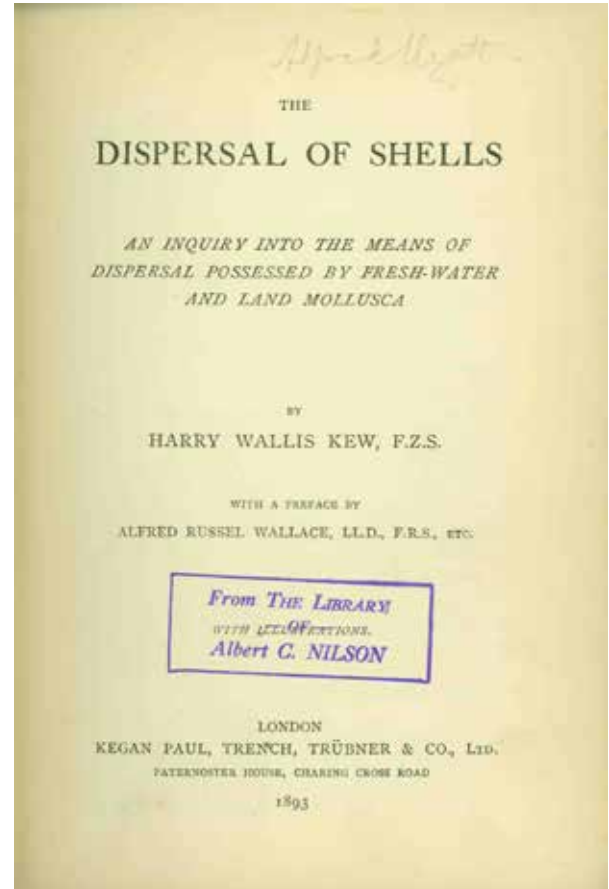 THE
DISPERSAL OF SHELLS
AN INQUIRY INTO THE MEANS OF
DISPERSAL POSSESSED BY FRESH-WATER
AND LAND MOLLUSCA
BY
HARRY WALLIS KEW, F.Z.S.
WITH A PREFACE BY
ALFRED RUSSEL WALLACE, LL.D., F.R.S., ETC.
From THE LIBRARY
OF
WITH ILLUSTRATIONS.
Albert C. NILSON
LONDON
KEGAN PAUL, TRENCH, TRÜBNER & CO., LTD.
PATERNOSTER HOUSE, CHARING CROSS ROAD
1893